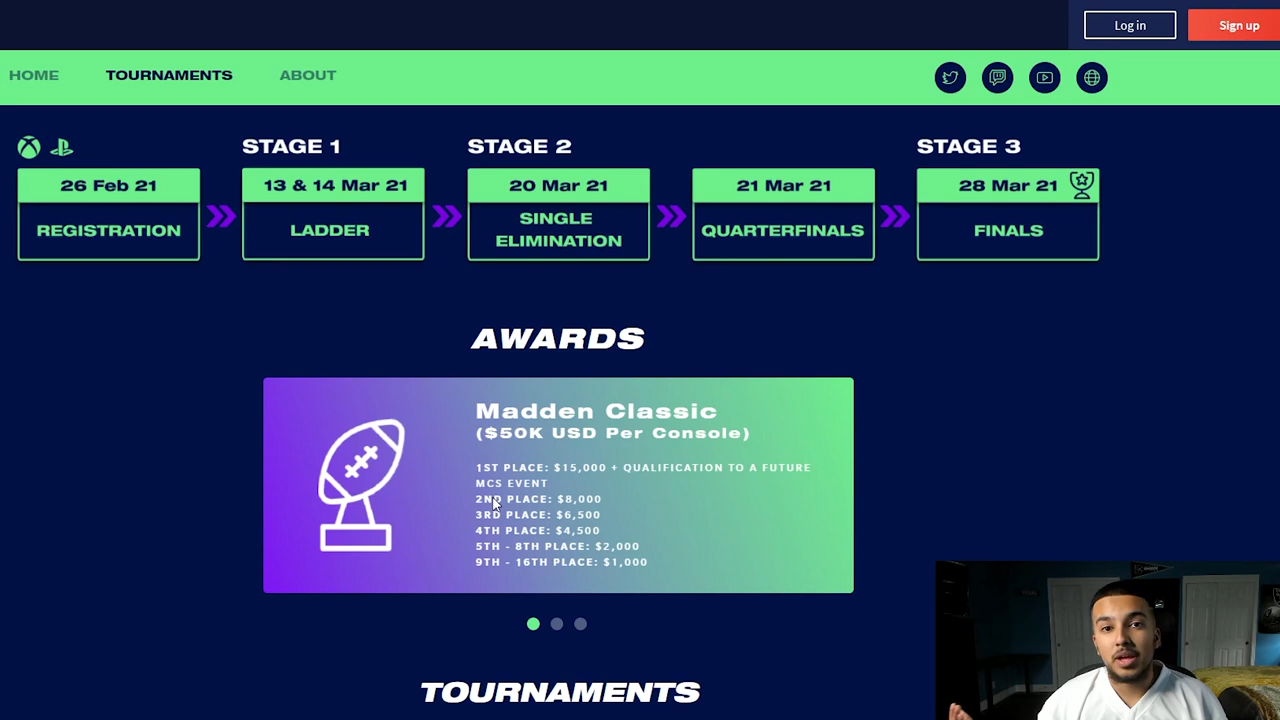 Log in
Sign up
HOME
TOURNAMENTS
ABOUT
STAGE 1
STAGE 2
STAGE 3
26 Feb 21
13 & 14 Mar 21
20 Mar 21
21 Mar 21
28 Mar 21
REGISTRATION
LADDER
SINGLE
ELIMINATION
QUARTERFINALS
FINALS
AWARDS
Madden Classic
($50K USD Per Console)
1ST PLACE: $15,000 + QUALIFICATION TO A FUTURE
MCS EVENT
2ND PLACE: $8,000
3RD PLACE: $6,500
4TH PLACE: $4,500
5TH - 8TH PLACE: $2,000
9TH - 16TH PLACE: $1,000
TOURNAMENTS